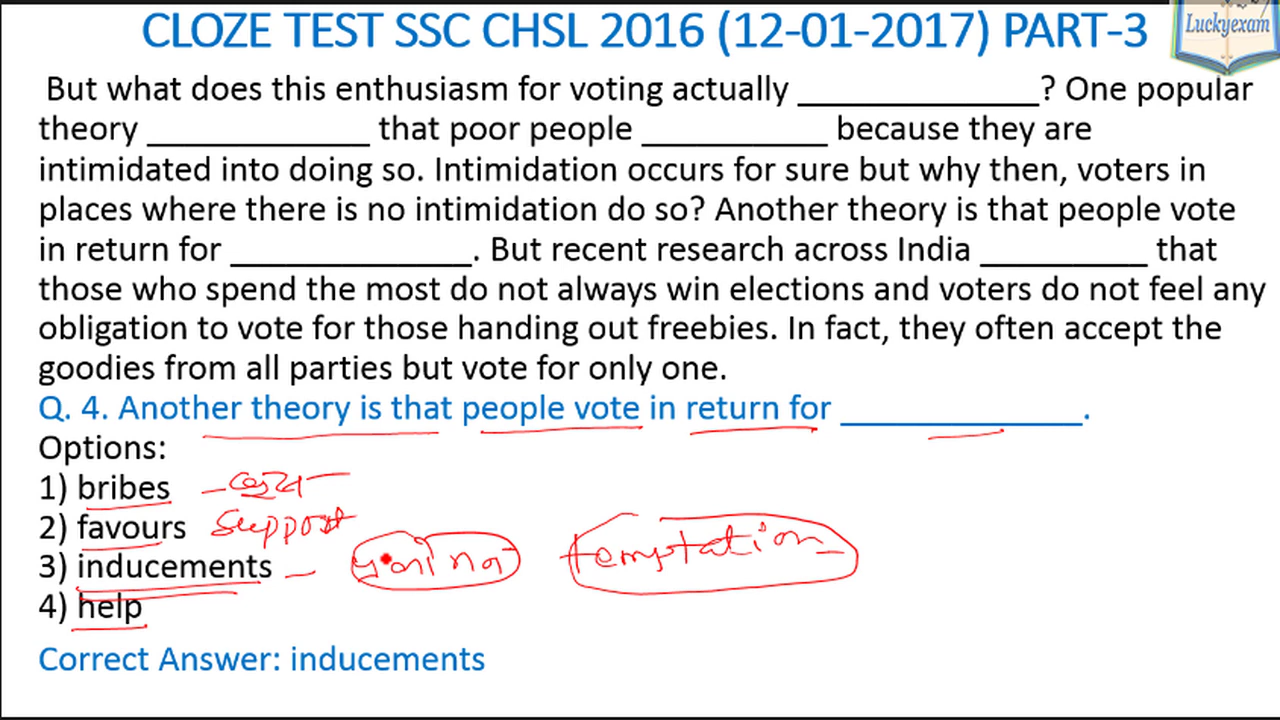 CLOZE TEST SSC CHSL 2016 (12-01-2017) PART-3
Luckyexam
But what does this enthusiasm for voting actually _____________? One popular
theory ____________ that poor people __________ because they are
intimidated into doing so. Intimidation occurs for sure but why then, voters in
places where there is no intimidation do so? Another theory is that people vote
in return for _____________. But recent research across India _________ that
those who spend the most do not always win elections and voters do not feel any
obligation to vote for those handing out freebies. In fact, they often accept the
goodies from all parties but vote for only one.
Q. 4. Another theory is that people vote in return for _____________.
Options:
1) bribes
2) favours support
3) inducements temptation
4) help
Correct Answer: inducements